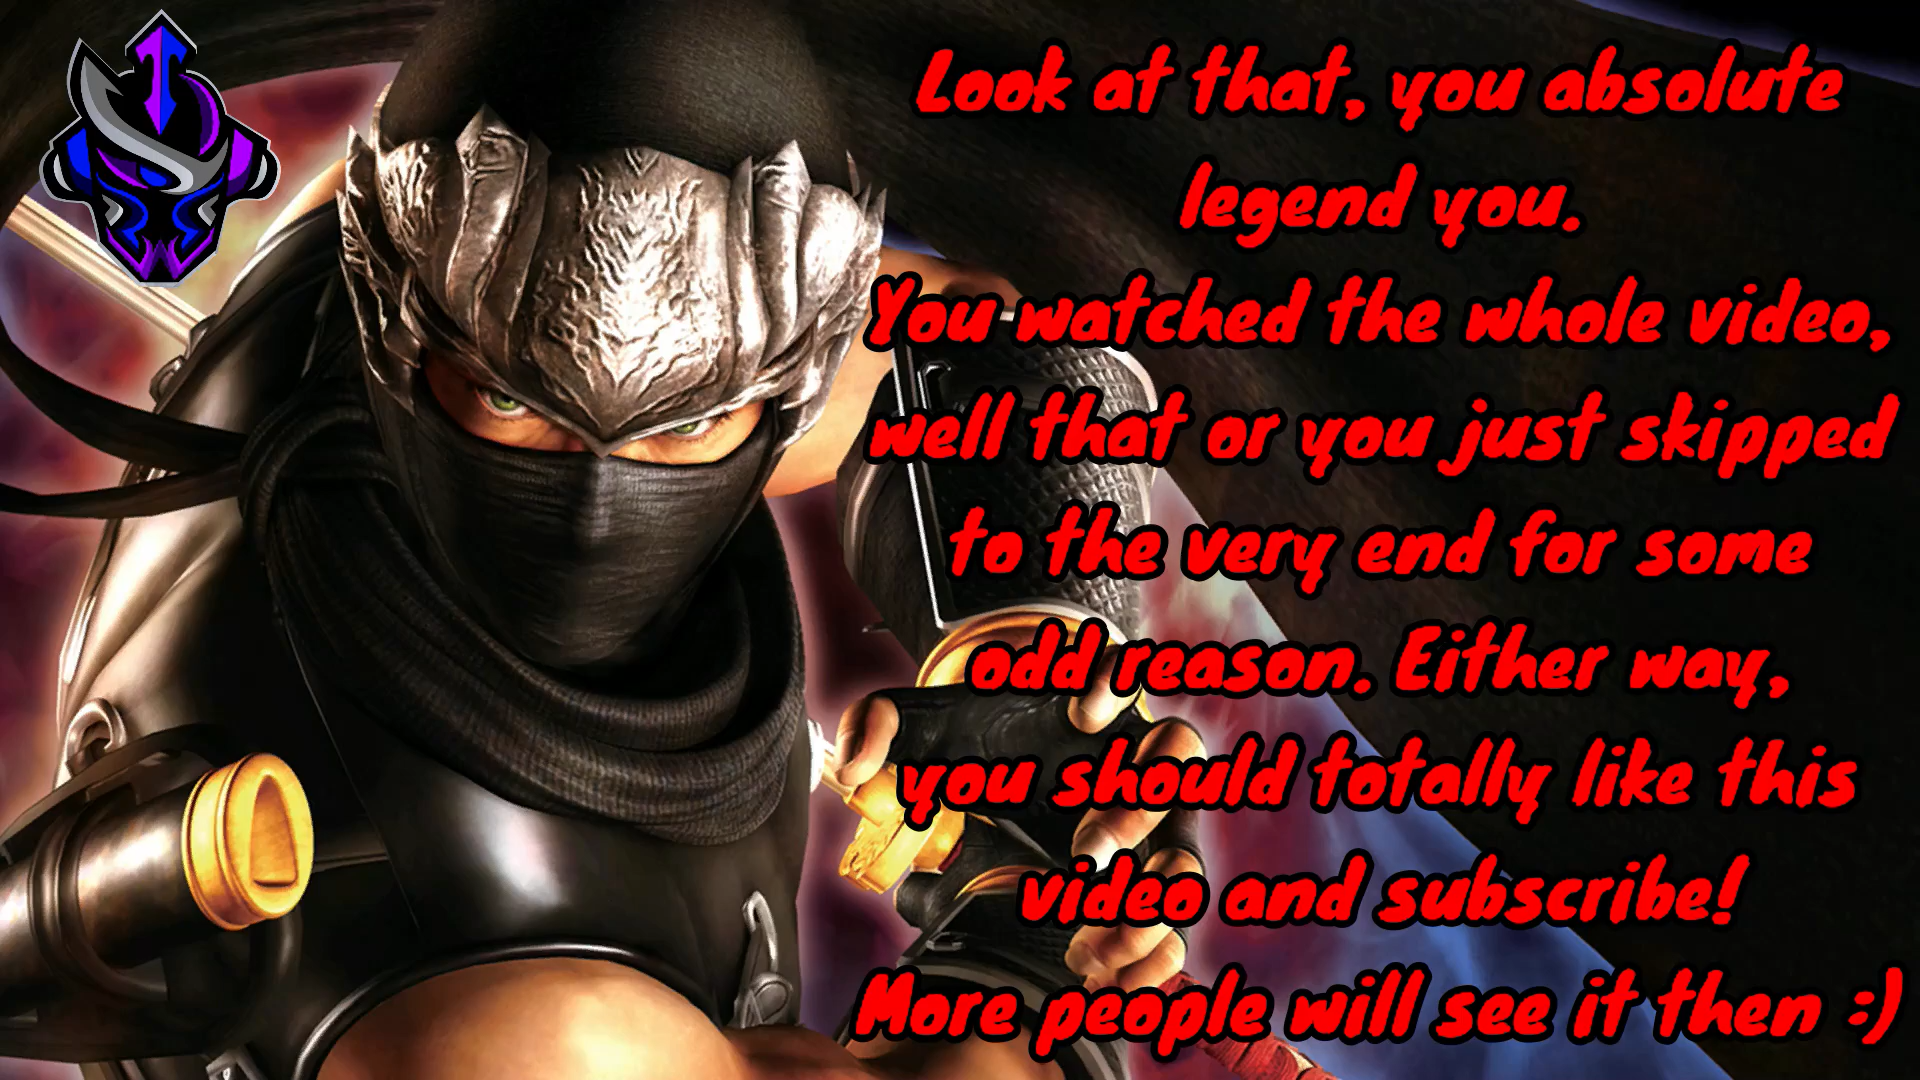 Look at that, you absolute
legend you.
You watched the whole video,
well that or you just skipped
to the very end for some
odd reason. Either way,
you should totally like this
video and subscribe!
More people will see it then :)